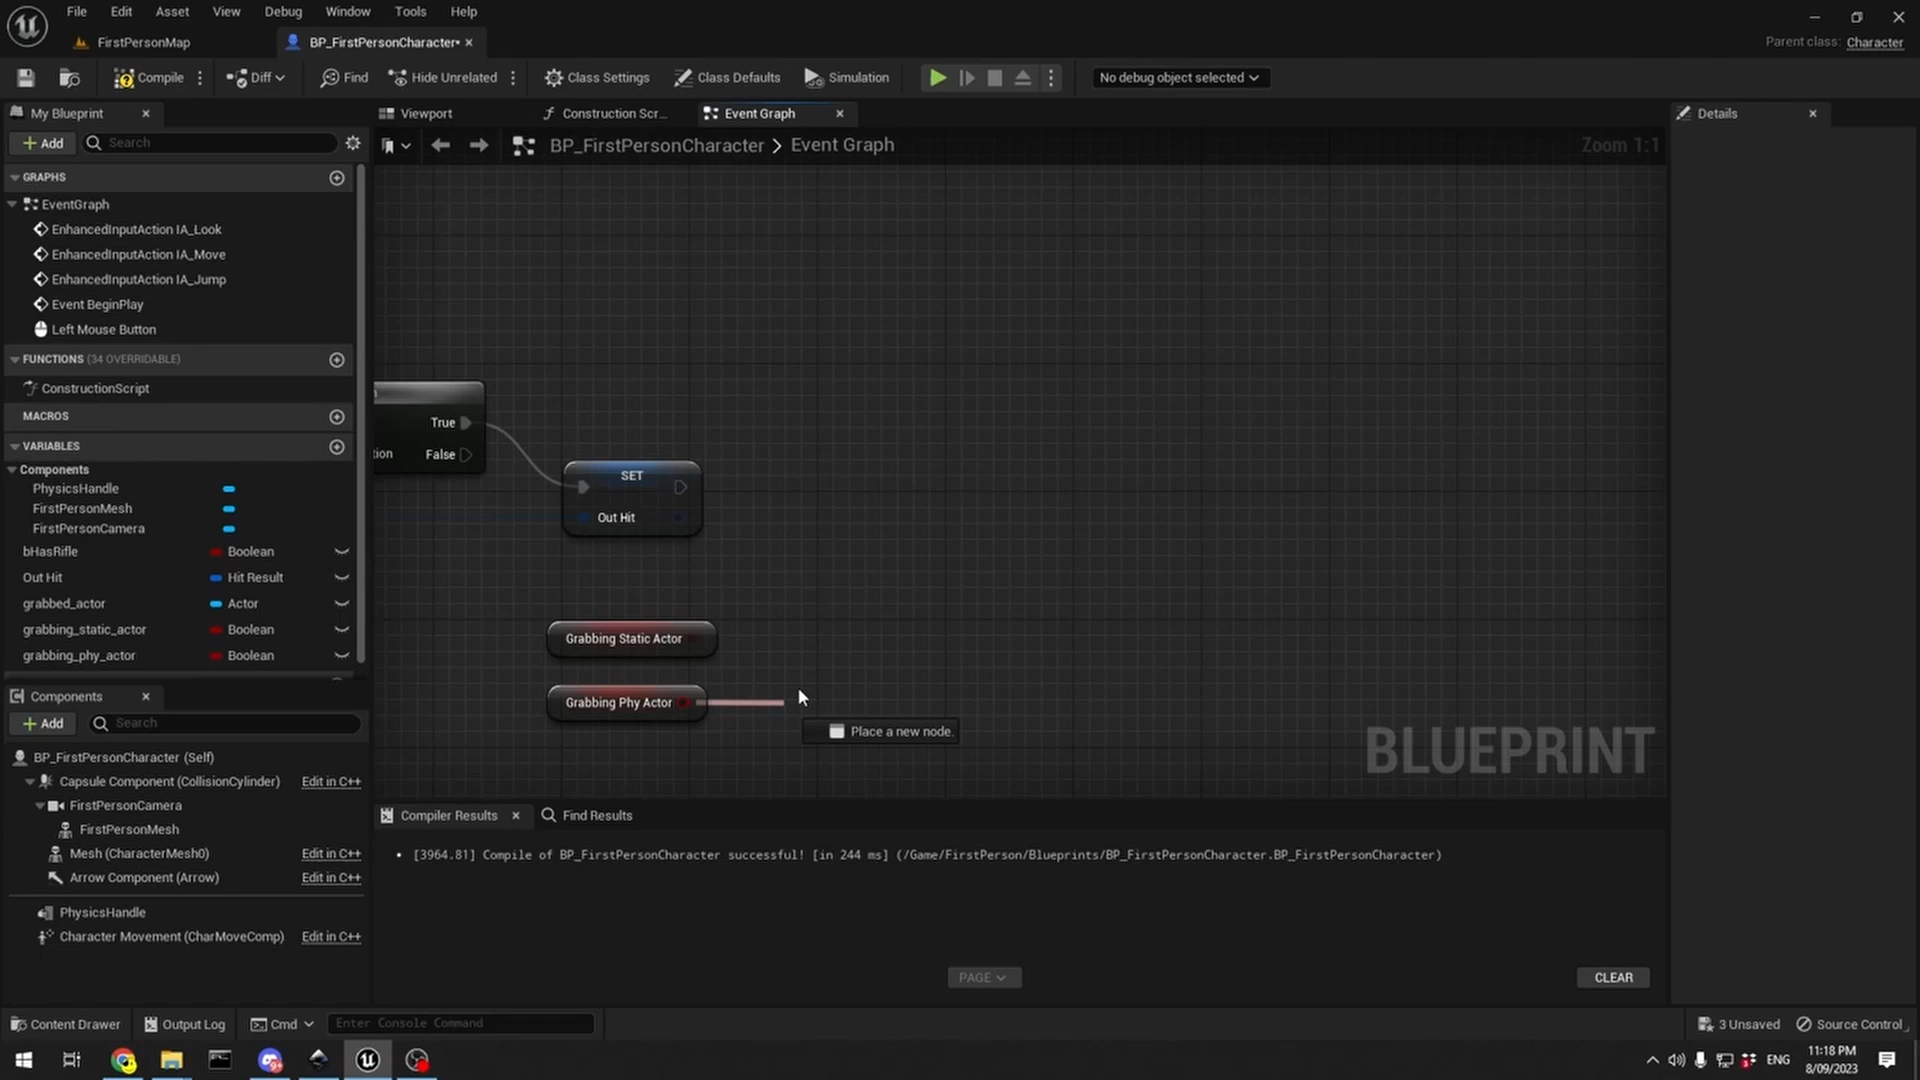 File Edit Asset View Debug Window Tools Help
FirstPersonMap
BP_FirstPersonCharacter•
Parent class: Character
Compile
Diff
Find
Hide Unrelated
Class Settings
Class Defaults
Simulation
No debug object selected
My Blueprint
Add
Search
GRAPHS
EventGraph
EnhancedInputAction IA_Look
EnhancedInputAction IA_Move
EnhancedInputAction IA_Jump
Event BeginPlay
Left Mouse Button
FUNCTIONS (34 OVERRIDABLE)
ConstructionScript
MACROS
VARIABLES
Components
PhysicsHandle
FirstPersonMesh
FirstPersonCamera
bHasRifle Boolean
Out Hit Hit Result
grabbed_actor Actor
grabbing_static_actor Boolean
grabbing_phy_actor Boolean
Components
Add
Search
BP_FirstPersonCharacter (Self)
Capsule Component (CollisionCylinder) Edit in C++
FirstPersonCamera
FirstPersonMesh
Mesh (CharacterMesh0) Edit in C++
Arrow Component (Arrow) Edit in C++
PhysicsHandle
Character Movement (CharMoveComp) Edit in C++
Viewport
Construction Scr...
Event Graph
BP_FirstPersonCharacter > Event Graph
Zoom 1:1
True
tion False
SET
Out Hit
Grabbing Static Actor
Grabbing Phy Actor
Place a new node.
BLUEPRINT
Details
Compiler Results
Find Results
[3964.81] Compile of BP_FirstPersonCharacter successful! [in 244 ms] (/Game/FirstPerson/Blueprints/BP_FirstPersonCharacter.BP_FirstPersonCharacter)
PAGE
CLEAR
Content Drawer
Output Log
Cmd
Enter Console Command
3 Unsaved
Source Control
ENG
11:18 PM
8/09/2023